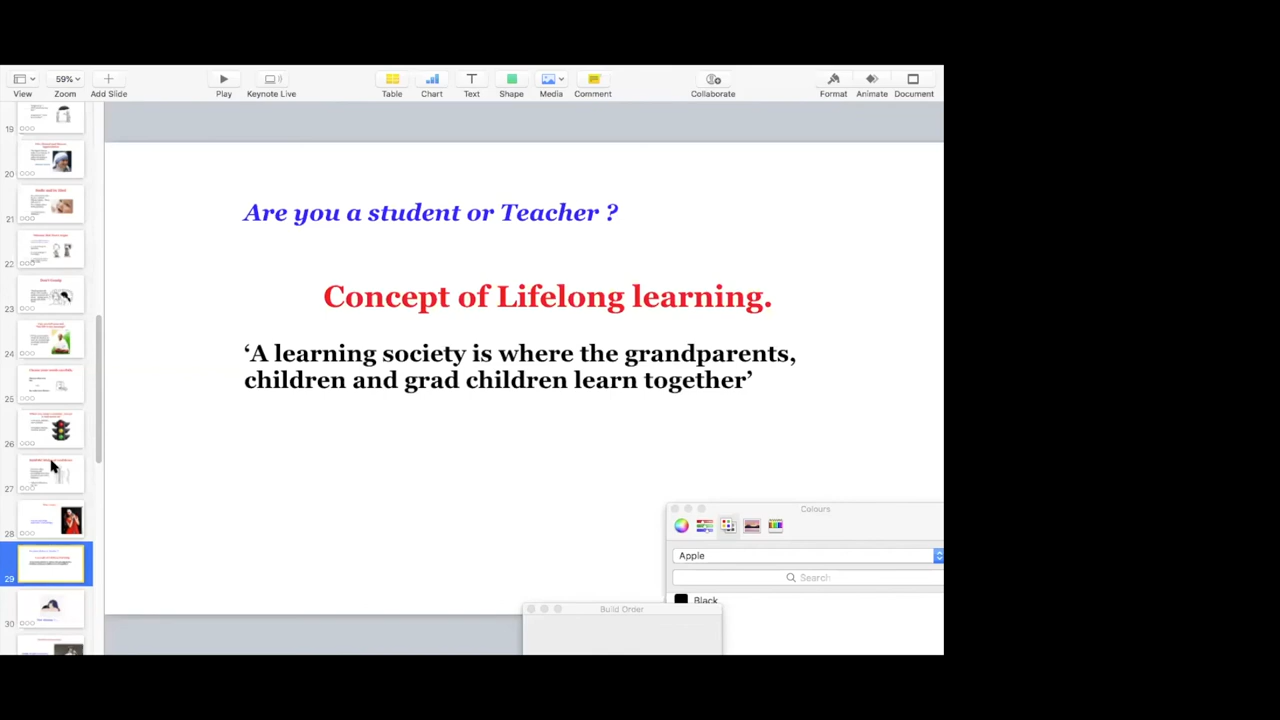 59%
View
Zoom
Add Slide
Play
Keynote Live
Table
Chart
Text
Shape
Media
Comment
Collaborate
Format
Animate
Document
19
20
21
22
23
24
25
26
27
28
29
30
Are you a student or Teacher ?
Concept of Lifelong learning.
‘A learning society is where the grandparents,
children and grad children learn together’
Colours
Apple
Search
Black
Build Order